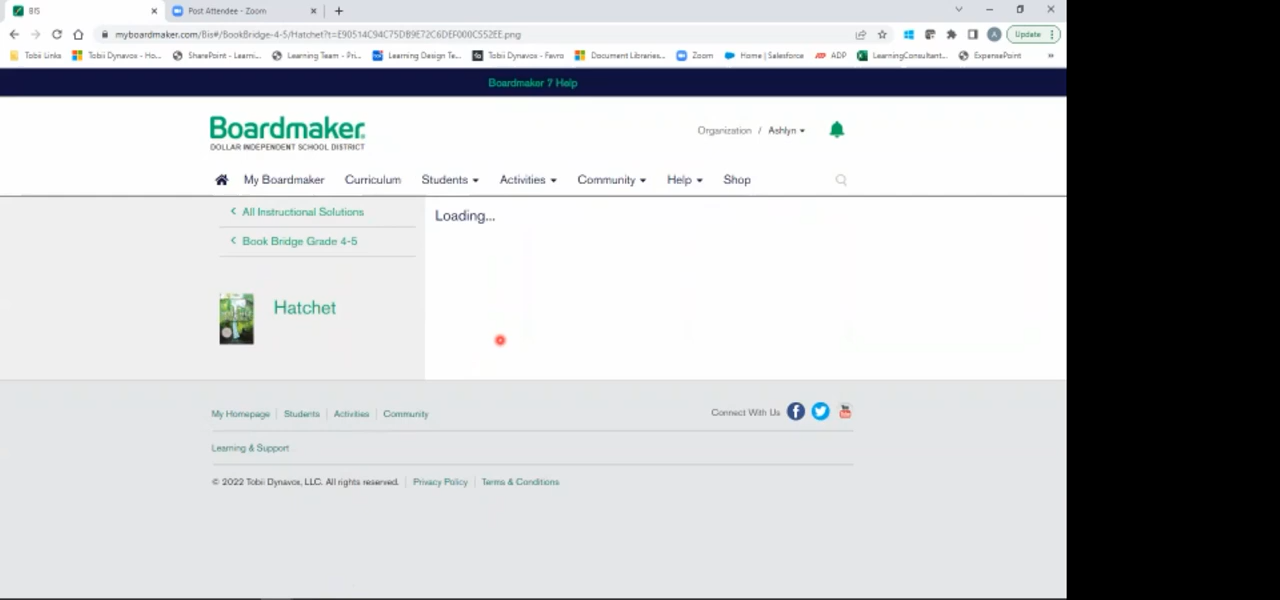 BIS
Post Attendee - Zoom
myboardmaker.com/Bis#/BookBridge-4-5/Hatchet?t=E90514C94C75DB9E72C6DEF000C552EE.png
Update
Tobii Links Tobii Dynavox - Ho... SharePoint - Learni... Learning Team - Pri... Learning Design Te... Tobii Dynavox - Favro Document Libraries... Zoom Home | Salesforce ADP LearningConsultant... ExpensePoint »
Boardmaker 7 Help
Boardmaker
DOLLAR INDEPENDENT SCHOOL DISTRICT
Organization / Ashlyn
My Boardmaker Curriculum Students Activities Community Help Shop
All Instructional Solutions
Loading...
Book Bridge Grade 4-5
Hatchet
My Homepage | Students | Activities | Community
Connect With Us
Learning & Support
© 2022 Tobii Dynavox, LLC. All rights reserved. | Privacy Policy | Terms & Conditions